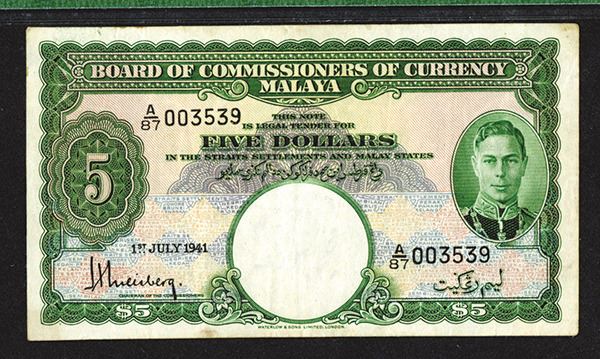 BOARD OF COMMISSIONERS OF CURRENCY
MALAYA
A/87 003539
THIS NOTE
IS LEGAL TENDER FOR
FIVE DOLLARS
IN THE STRAITS SETTLEMENTS AND MALAY STATES
5
1ST JULY 1941
A/87 003539
CHAIRMAN OF THE COMMISSIONERS
ليم رڠݢيت
$5
WATERLOW & SONS LIMITED, LONDON.
$5